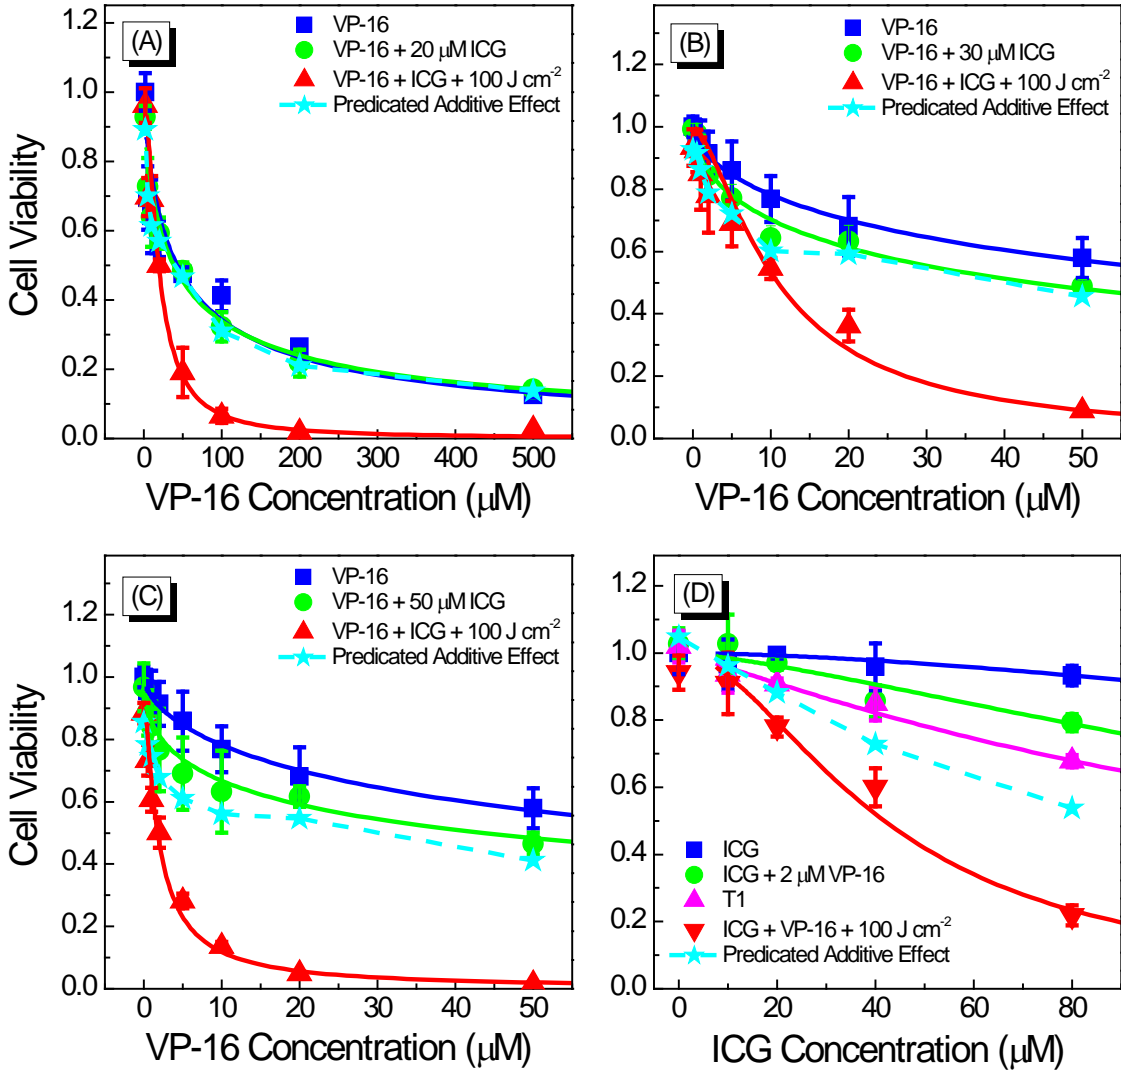 (A)
VP-16
VP-16 + 20 μM ICG
VP-16 + ICG + 100 J cm⁻²
Predicated Additive Effect
1.2
1.0
0.8
0.6
0.4
0.2
0.0
Cell Viability
0 100 200 300 400 500
VP-16 Concentration (μM)
(B)
VP-16
VP-16 + 30 μM ICG
VP-16 + ICG + 100 J cm⁻²
Predicated Additive Effect
1.2
1.0
0.8
0.6
0.4
0.2
0.0
0 10 20 30 40 50
VP-16 Concentration (μM)
(C)
VP-16
VP-16 + 50 μM ICG
VP-16 + ICG + 100 J cm⁻²
Predicated Additive Effect
1.2
1.0
0.8
0.6
0.4
0.2
0.0
Cell Viability
0 10 20 30 40 50
VP-16 Concentration (μM)
(D)
1.2
1.0
0.8
0.6
0.4
0.2
0.0
ICG
ICG + 2 μM VP-16
T1
ICG + VP-16 + 100 J cm⁻²
Predicated Additive Effect
0 20 40 60 80
ICG Concentration (μM)